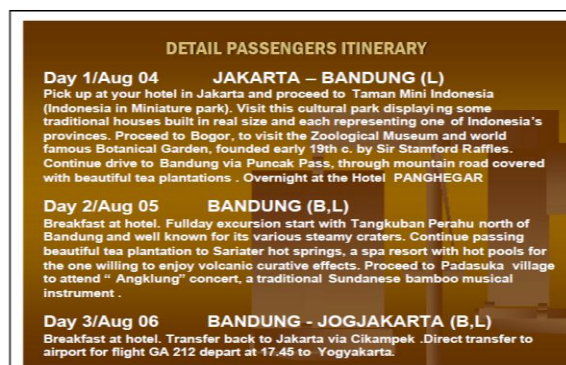 DETAIL PASSENGERS ITINERARY
Day 1/Aug 04 JAKARTA – BANDUNG (L)
Pick up at your hotel in Jakarta and proceed to Taman Mini Indonesia
(Indonesia in Miniature park). Visit this cultural park displaying some
traditional houses built in real size and each representing one of Indonesia's
provinces. Proceed to Bogor, to visit the Zoological Museum and world
famous Botanical Garden, founded early 19th c. by Sir Stamford Raffles.
Continue drive to Bandung via Puncak Pass, through mountain road covered
with beautiful tea plantations . Overnight at the Hotel PANGHEGAR
Day 2/Aug 05 BANDUNG (B,L)
Breakfast at hotel. Fullday excursion start with Tangkuban Perahu north of
Bandung and well known for its various steamy craters. Continue passing
beautiful tea plantation to Sariater hot springs, a spa resort with hot pools for
the one willing to enjoy volcanic curative effects. Proceed to Padasuka village
to attend “ Angklung” concert, a traditional Sundanese bamboo musical
instrument .
Day 3/Aug 06 BANDUNG - JOGJAKARTA (B,L)
Breakfast at hotel. Transfer back to Jakarta via Cikampek .Direct transfer to
airport for flight GA 212 depart at 17.45 to Yogyakarta.